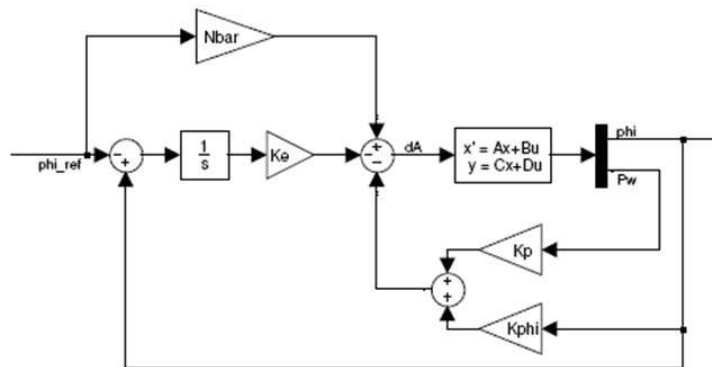 Nbar
phi_ref
-
+
1
s
Ke
+
-
-
dA
x' = Ax+Bu
y = Cx+Du
phi
Pw
Kp
+
+
Kphi